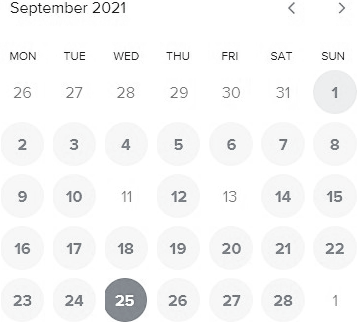 September 2021
MON TUE WED THU FRI SAT SUN
26 27 28 29 30 31 1
2 3 4 5 6 7 8
9 10 11 12 13 14 15
16 17 18 19 20 21 22
23 24 25 26 27 28 1